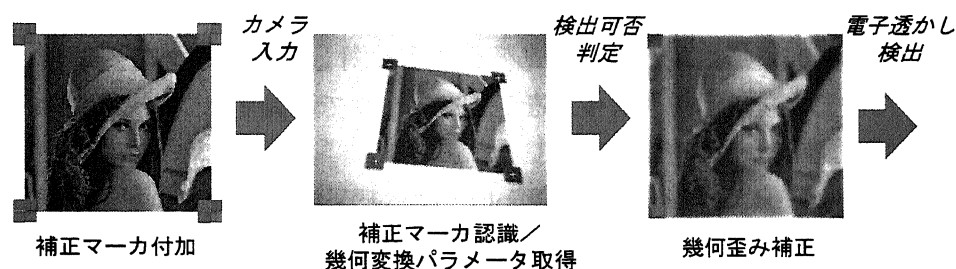 カメラ
入力
検出可否
判定
電子透かし
検出
補正マーカ付加
補正マーカ認識／
幾何変換パラメータ取得
幾何歪み補正